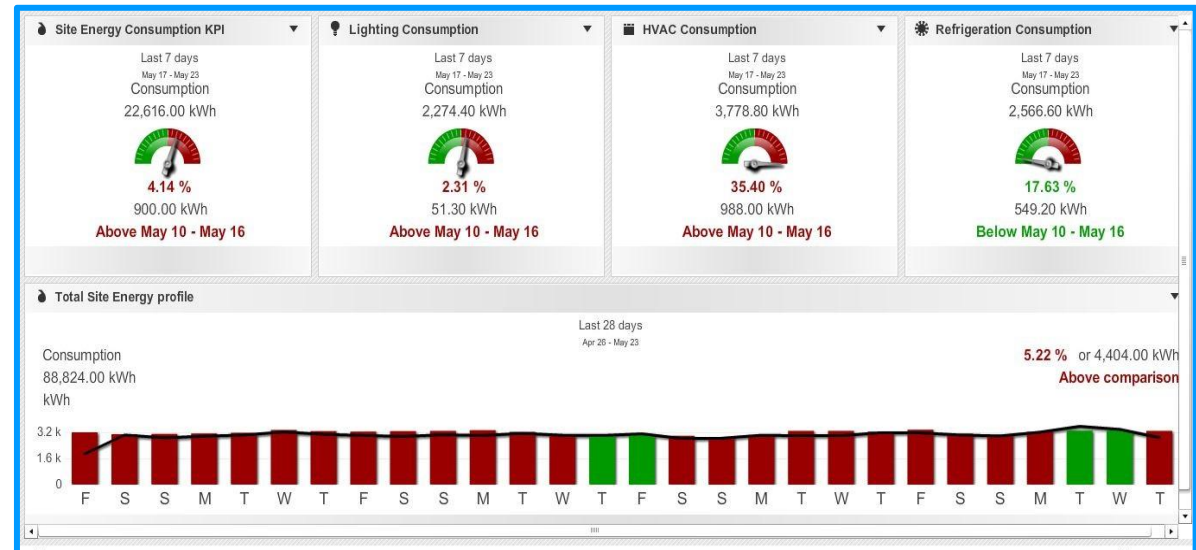 Site Energy Consumption KPI
Last 7 days
May 17 - May 23
Consumption
22,616.00 kWh
4.14 %
900.00 kWh
Above May 10 - May 16
Lighting Consumption
Last 7 days
May 17 - May 23
Consumption
2,274.40 kWh
2.31 %
51.30 kWh
Above May 10 - May 16
HVAC Consumption
Last 7 days
May 17 - May 23
Consumption
3,778.80 kWh
35.40 %
988.00 kWh
Above May 10 - May 16
Refrigeration Consumption
Last 7 days
May 17 - May 23
Consumption
2,566.60 kWh
17.63 %
549.20 kWh
Below May 10 - May 16
Total Site Energy profile
Last 28 days
Apr 26 - May 23
Consumption
88,824.00 kWh
kWh
5.22 % or 4,404.00 kWh
Above comparison
3.2 k
1.6 k
0
F S S M T W T F S S M T W T F S S M T W T F S S M T W T